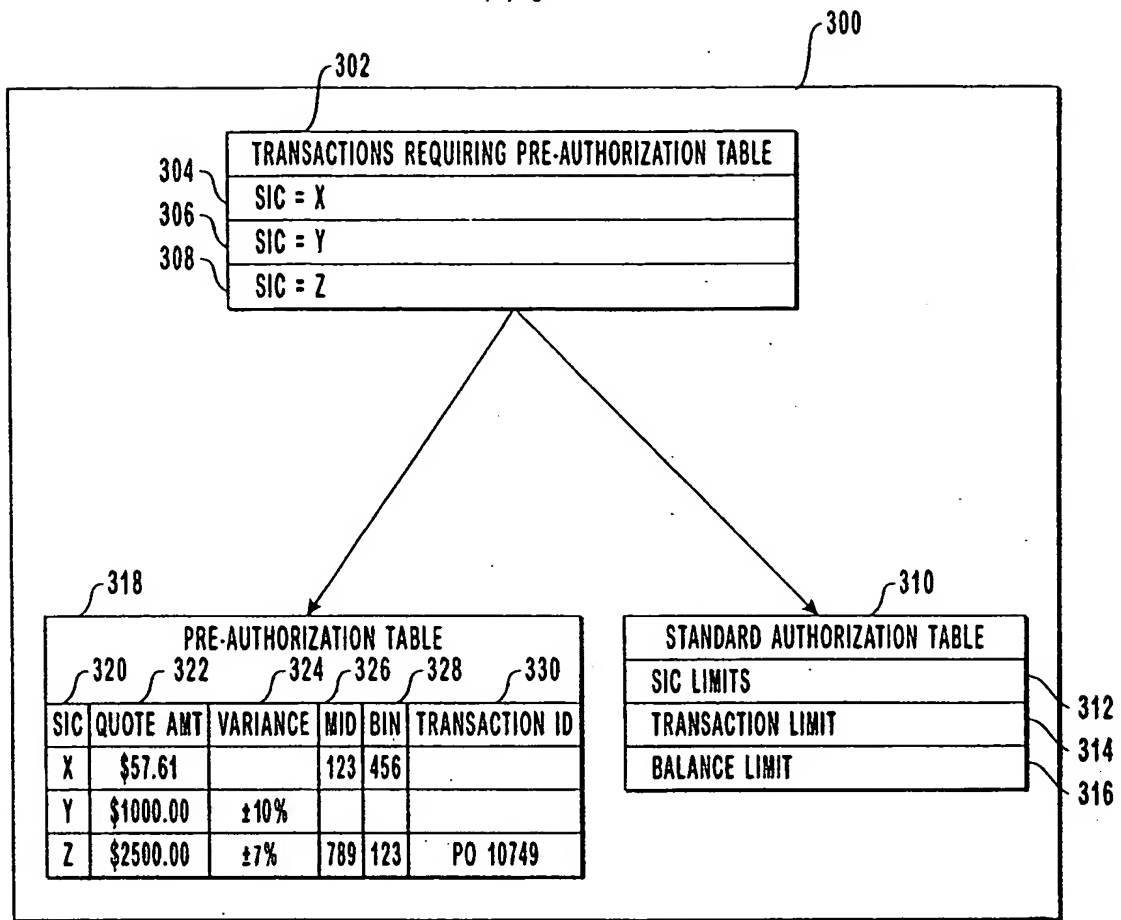 300
302
TRANSACTIONS REQUIRING PRE-AUTHORIZATION TABLE
304
SIC = X
306
SIC = Y
308
SIC = Z
318
PRE-AUTHORIZATION TABLE
320 322 324 326 328 330
SIC QUOTE AMT VARIANCE MID BIN TRANSACTION ID
X $57.61 123 456
Y $1000.00 ±10%
Z $2500.00 ±7% 789 123 PO 10749
310
STANDARD AUTHORIZATION TABLE
SIC LIMITS
312
TRANSACTION LIMIT
314
BALANCE LIMIT
316